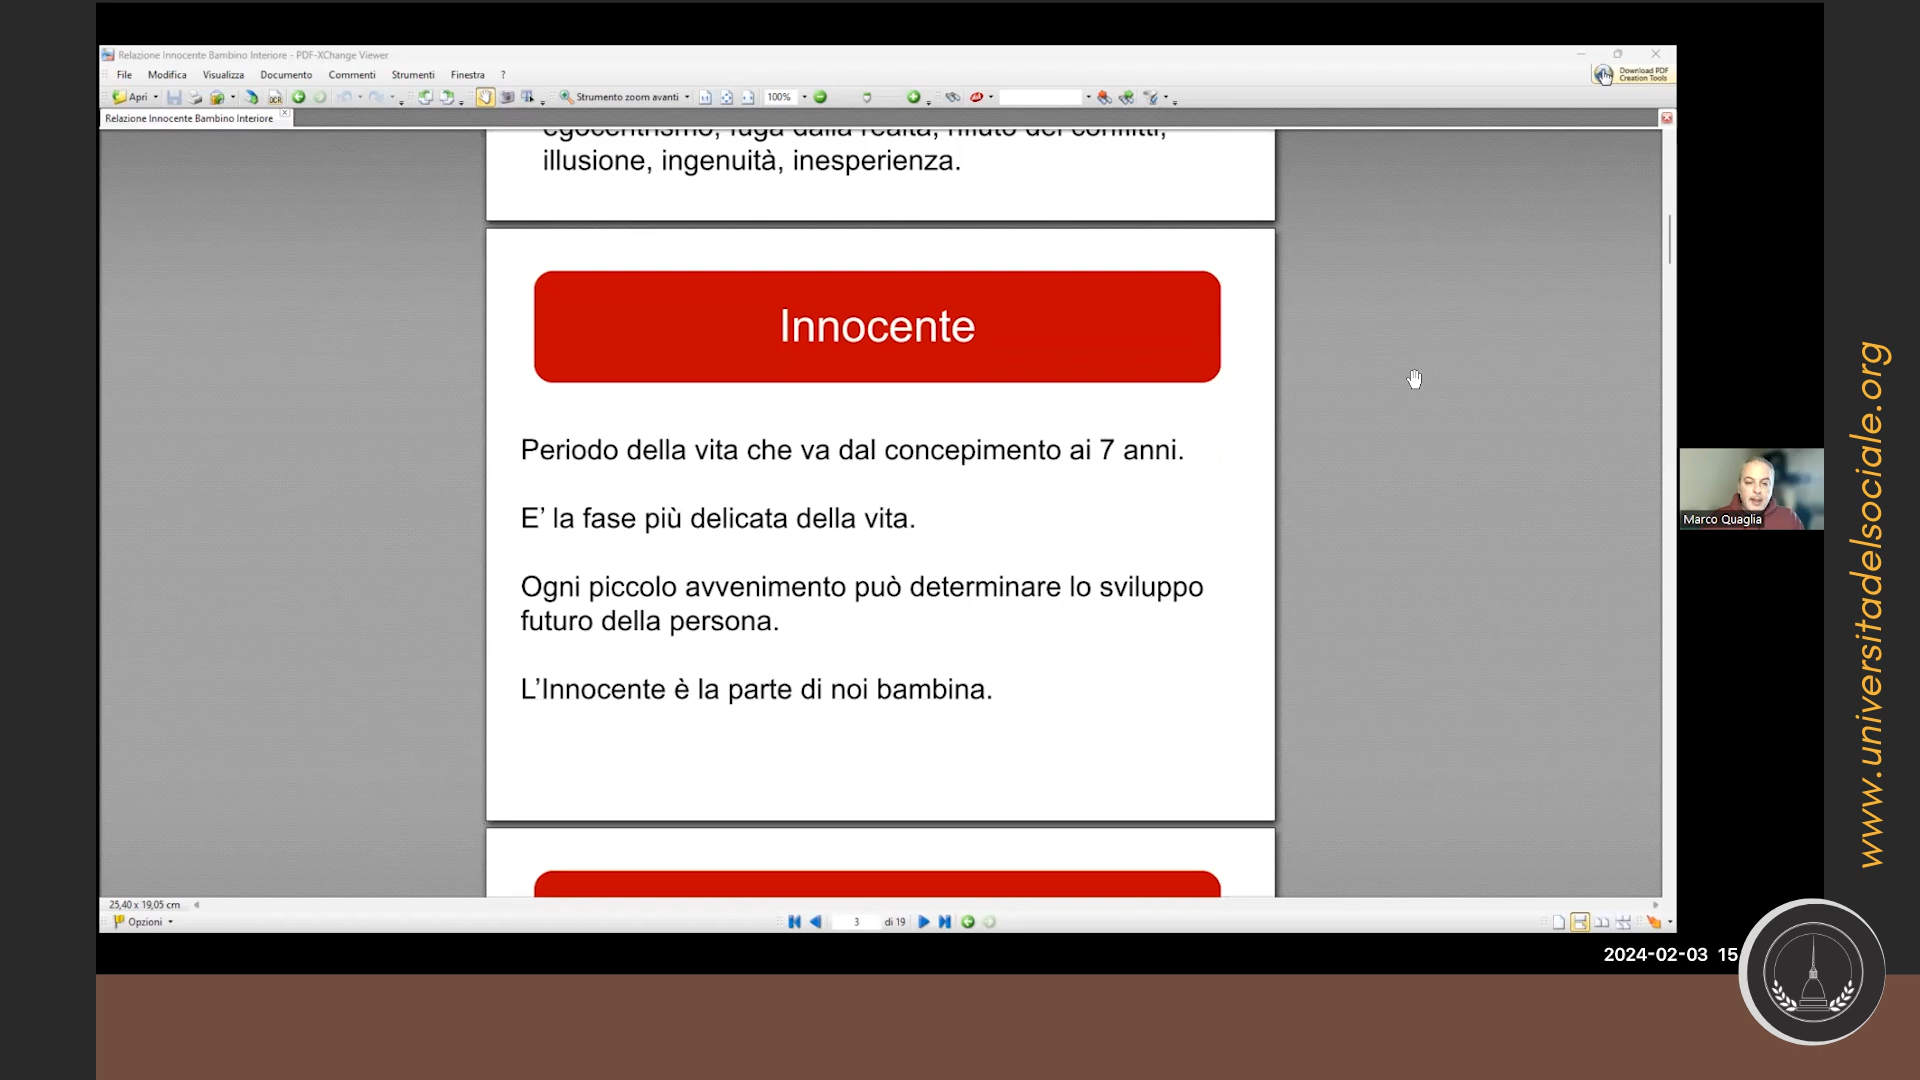 Relazione Innocente Bambino Interiore - PDF-XChange Viewer
File Modifica Visualizza Documento Commenti Strumenti Finestra ?
Download PDF
Creation Tools
Apri OCR Strumento zoom avanti 100%
Relazione Innocente Bambino Interiore
egocentrismo, fuga dalla realtà, rifiuto dei conflitti,
illusione, ingenuità, inesperienza.
Innocente
Periodo della vita che va dal concepimento ai 7 anni.
E’ la fase più delicata della vita.
Ogni piccolo avvenimento può determinare lo sviluppo
futuro della persona.
L’Innocente è la parte di noi bambina.
Marco Quaglia
25,40 x 19,05 cm
Opzioni
3 di 19
2024-02-03 15
www.universitadelsociale.org